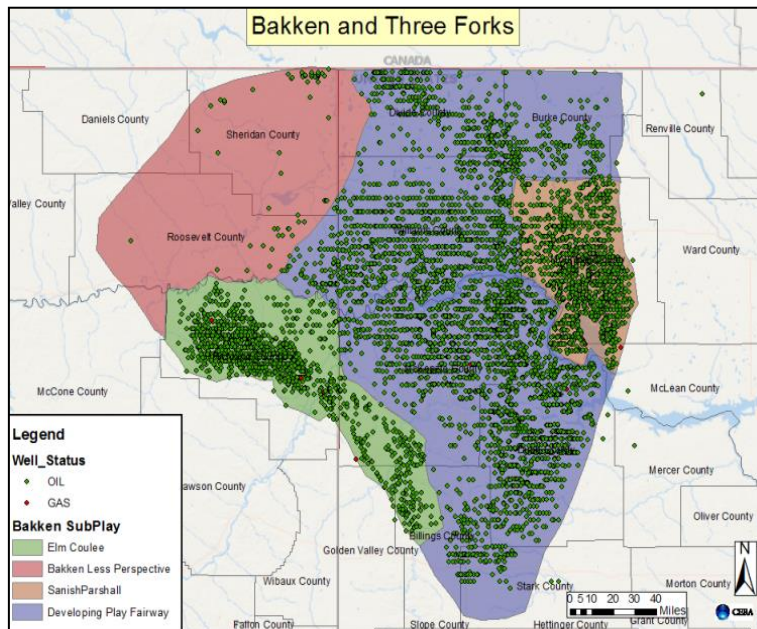 Bakken and Three Forks
CANADA
Daniels County
Sheridan County
Burke County
Renville County
Valley County
Roosevelt County
Ward County
McCone County
McLean County
Mercer County
Oliver County
Billings County
Golden Valley County
Wibaux County
Stark County
Morton County
Fallon County
Slope County
Hettinger County
Grant County
Legend
Well_Status
OIL
GAS
Bakken SubPlay
Elm Coulee
Bakken Less Perspective
SanishParshall
Developing Play Fairway
N
0 5 10 20 30 40
Miles
CERA